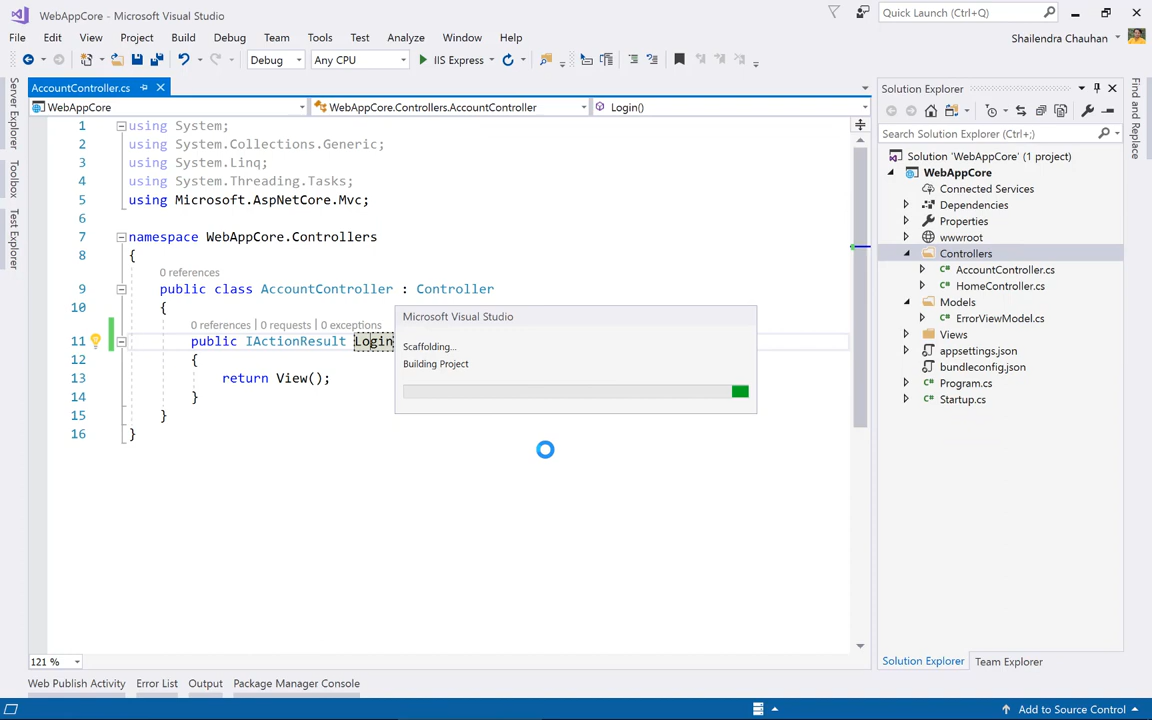 WebAppCore - Microsoft Visual Studio
Quick Launch (Ctrl+Q)
File Edit View Project Build Debug Team Tools Test Analyze Window Help
Shailendra Chauhan
Debug Any CPU IIS Express
Server Explorer
Toolbox
Test Explorer
AccountController.cs
WebAppCore WebAppCore.Controllers.AccountController Login()
1 using System;
2 using System.Collections.Generic;
3 using System.Linq;
4 using System.Threading.Tasks;
5 using Microsoft.AspNetCore.Mvc;
6
7 namespace WebAppCore.Controllers
8 {
0 references
9 public class AccountController : Controller
10 {
0 references | 0 requests | 0 exceptions
11 public IActionResult Login
12 {
13 return View();
14 }
15 }
16 }
Microsoft Visual Studio
Scaffolding...
Building Project
121 %
Solution Explorer
Search Solution Explorer (Ctrl+;)
Solution 'WebAppCore' (1 project)
WebAppCore
Connected Services
Dependencies
Properties
wwwroot
Controllers
AccountController.cs
HomeController.cs
Models
ErrorViewModel.cs
Views
appsettings.json
bundleconfig.json
Program.cs
Startup.cs
Solution Explorer Team Explorer
Find and Replace
Web Publish Activity Error List Output Package Manager Console
Add to Source Control